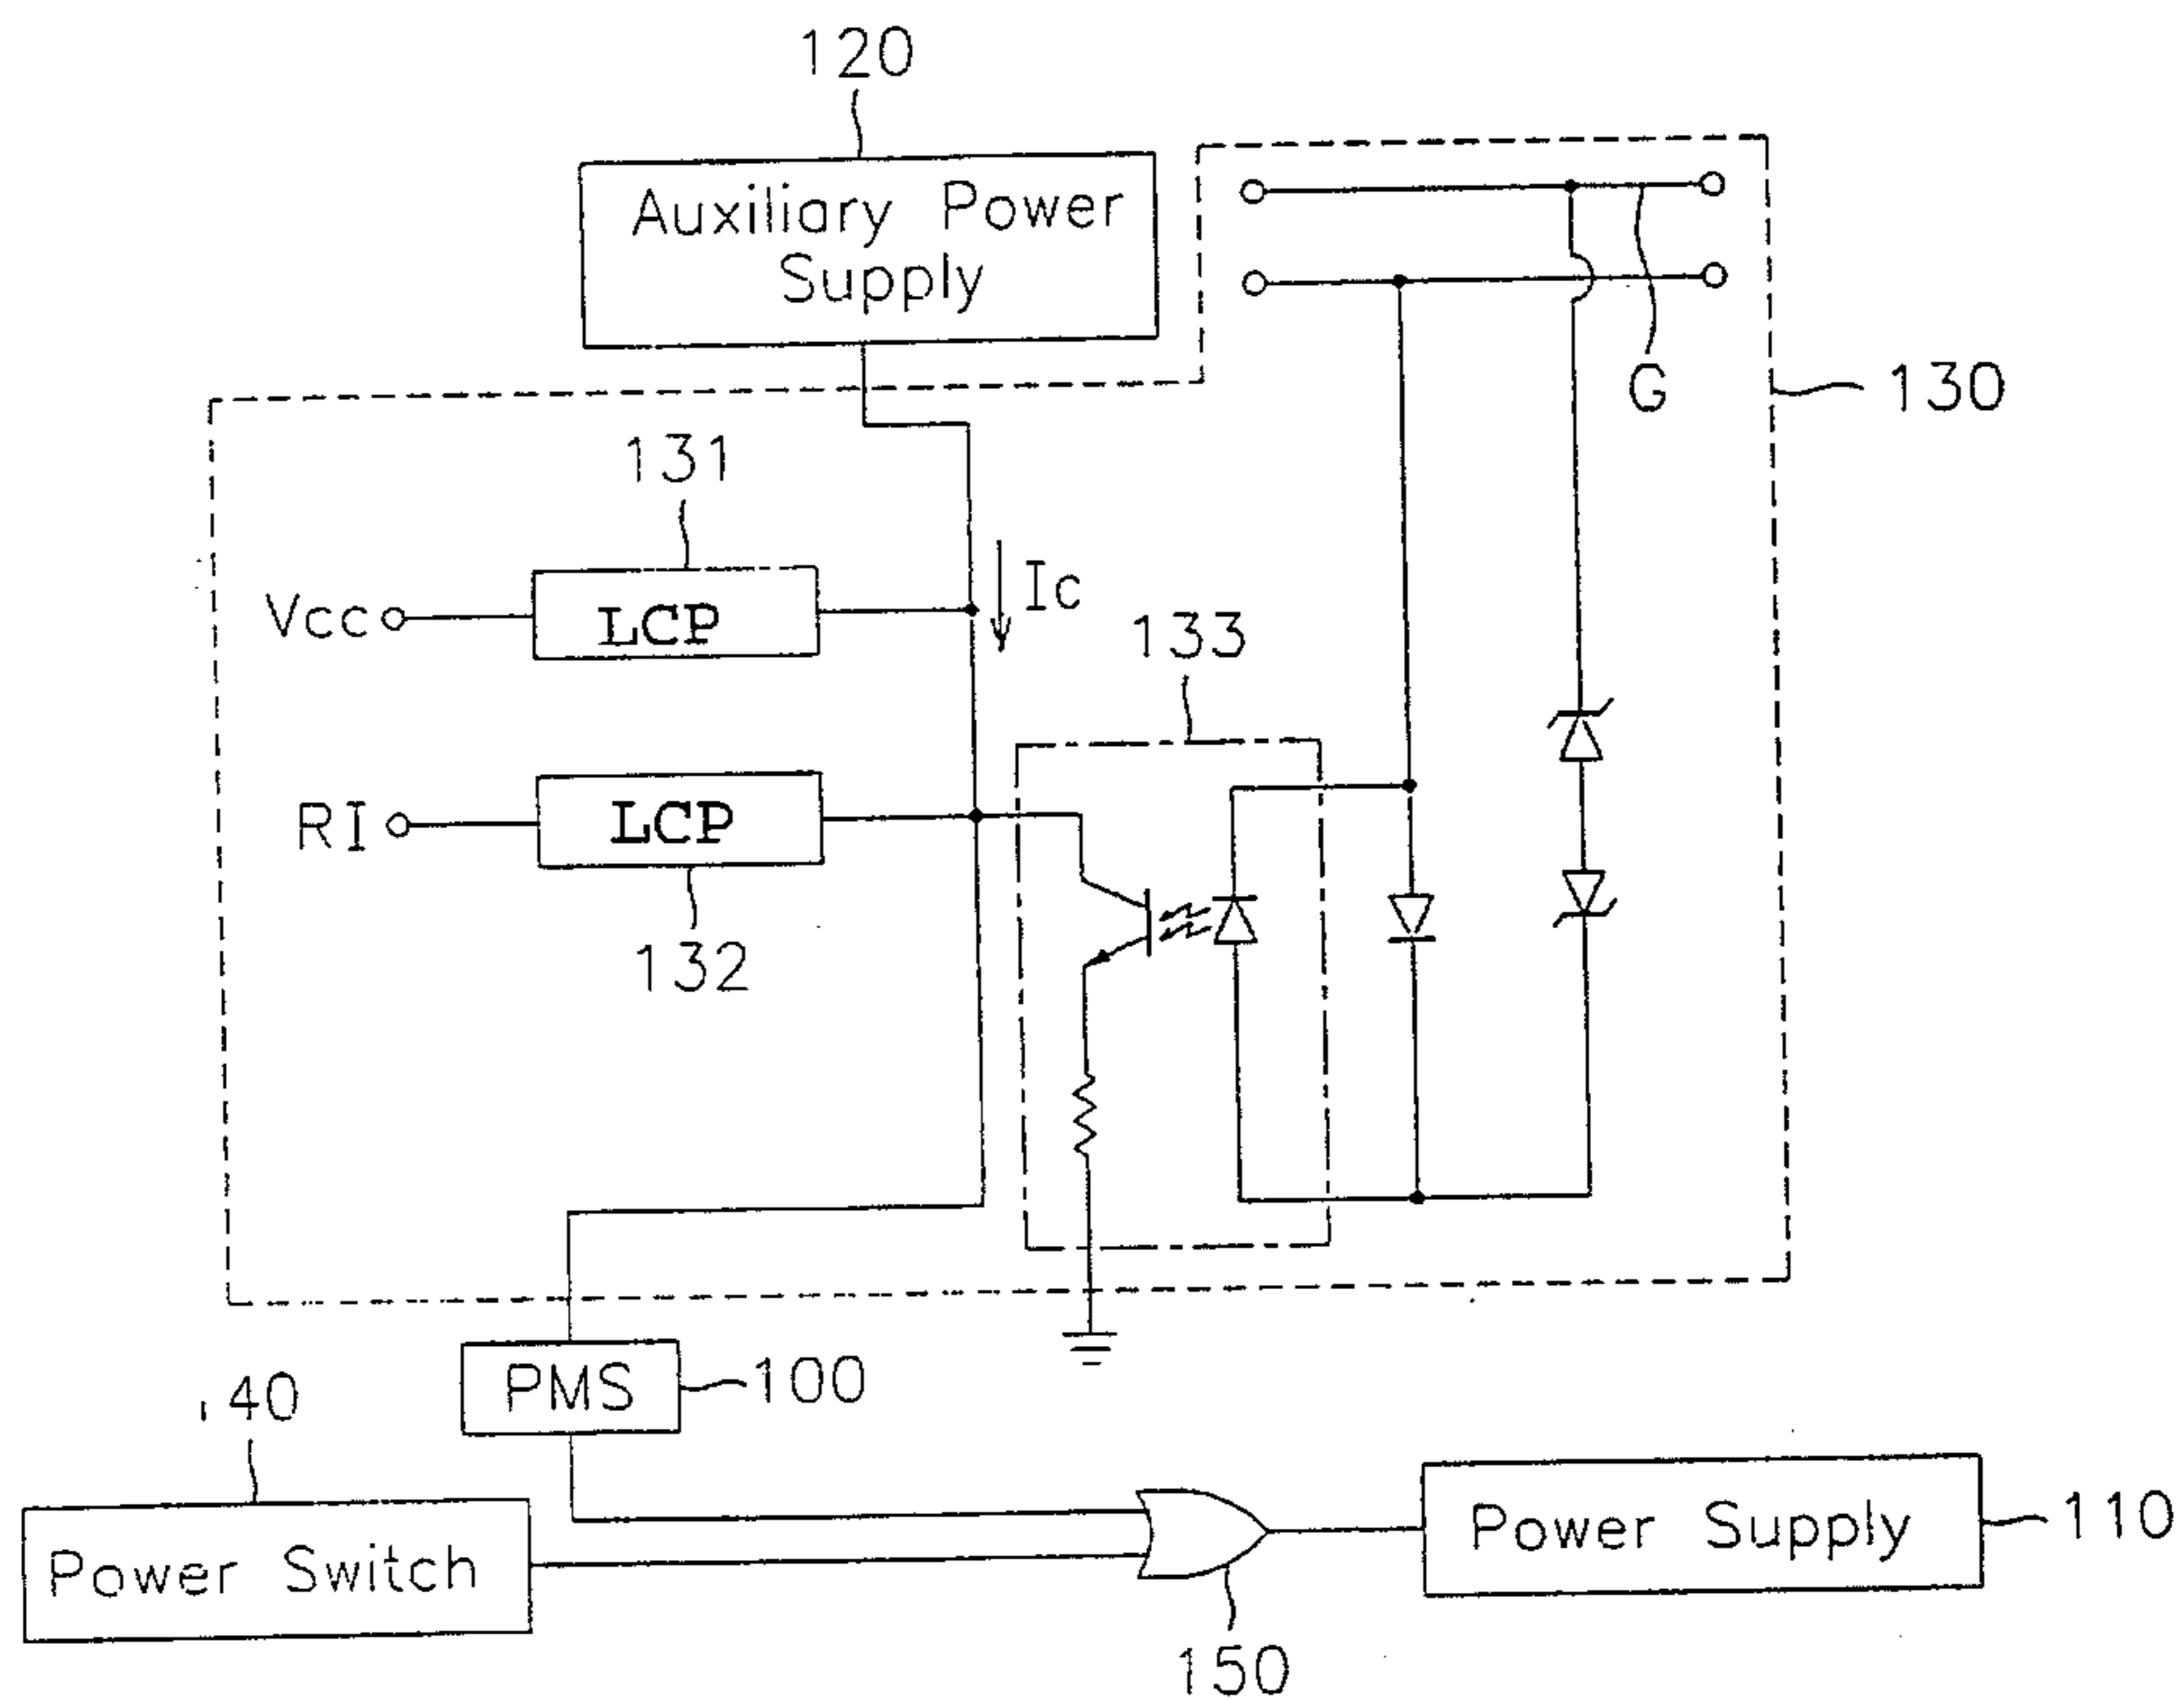 120
Auxiliary Power
Supply
G
130
131
Vcc
LCP
Ic
133
RI
LCP
132
PMS
100
140
Power Switch
Power Supply
110
150